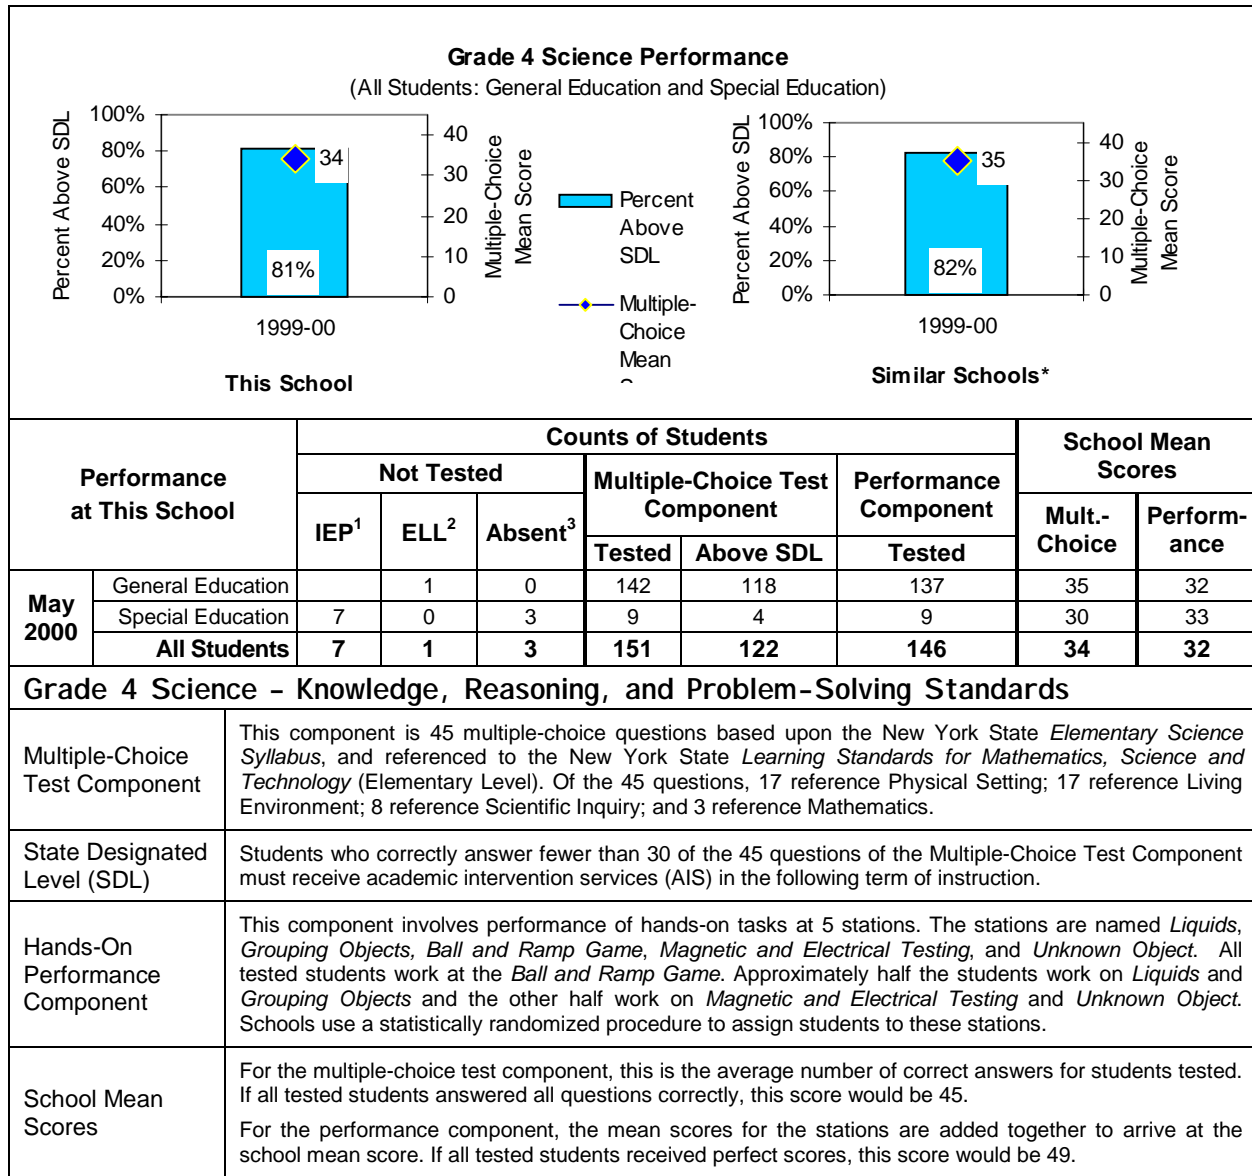 Grade 4 Science Performance
(All Students: General Education and Special Education)
Percent Above SDL
100%
80%
60%
40%
20%
0%
34
81%
40
30
20
10
0
Multiple-Choice
Mean Score
1999-00
This School
Percent
Above
SDL
Multiple-
Choice
Mean
Percent Above SDL
100%
80%
60%
40%
20%
0%
35
82%
40
30
20
10
0
Multiple-Choice
Mean Score
1999-00
Similar Schools*
Performance
at This School
Counts of Students
School Mean
Scores
Not Tested
Multiple-Choice Test
Component
Performance
Component
IEP1 ELL2 Absent3
Tested Above SDL Tested
Mult.-
Choice
Perform-
ance
May
2000
General Education 1 0 142 118 137 35 32
Special Education 7 0 3 9 4 9 30 33
All Students 7 1 3 151 122 146 34 32
Grade 4 Science – Knowledge, Reasoning, and Problem-Solving Standards
Multiple-Choice
Test Component
This component is 45 multiple-choice questions based upon the New York State Elementary Science
Syllabus, and referenced to the New York State Learning Standards for Mathematics, Science and
Technology (Elementary Level). Of the 45 questions, 17 reference Physical Setting; 17 reference Living
Environment; 8 reference Scientific Inquiry; and 3 reference Mathematics.
State Designated
Level (SDL)
Students who correctly answer fewer than 30 of the 45 questions of the Multiple-Choice Test Component
must receive academic intervention services (AIS) in the following term of instruction.
Hands-On
Performance
Component
This component involves performance of hands-on tasks at 5 stations. The stations are named Liquids,
Grouping Objects, Ball and Ramp Game, Magnetic and Electrical Testing, and Unknown Object. All
tested students work at the Ball and Ramp Game. Approximately half the students work on Liquids and
Grouping Objects and the other half work on Magnetic and Electrical Testing and Unknown Object.
Schools use a statistically randomized procedure to assign students to these stations.
School Mean
Scores
For the multiple-choice test component, this is the average number of correct answers for students tested.
If all tested students answered all questions correctly, this score would be 45.
For the performance component, the mean scores for the stations are added together to arrive at the
school mean score. If all tested students received perfect scores, this score would be 49.